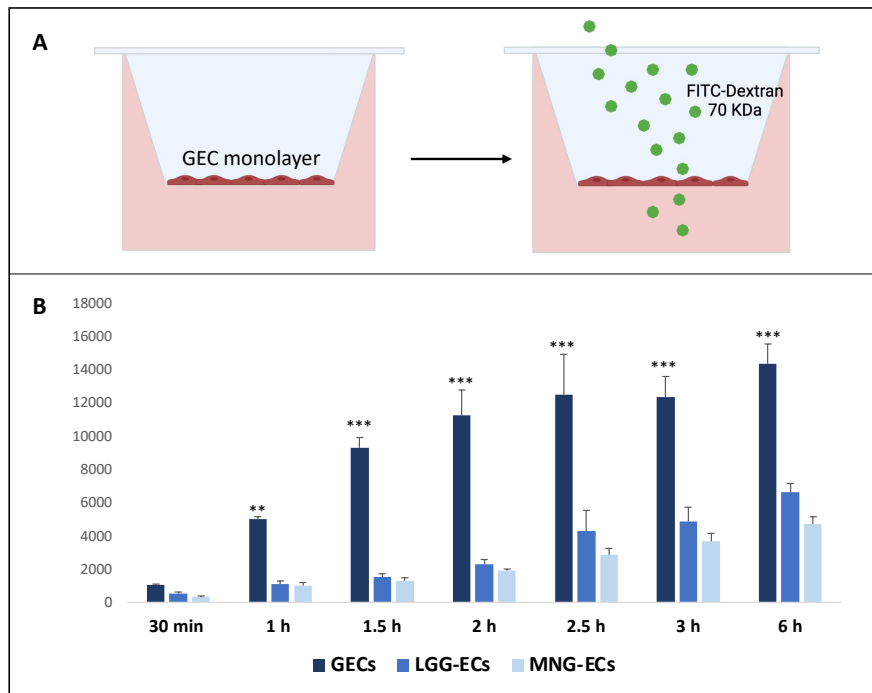 A
GEC monolayer
FITC-Dextran
70 KDa
B
18000
16000
14000
12000
10000
8000
6000
4000
2000
0
**
***
***
***
***
***
30 min 1 h 1.5 h 2 h 2.5 h 3 h 6 h
GECs LGG-ECs MNG-ECs